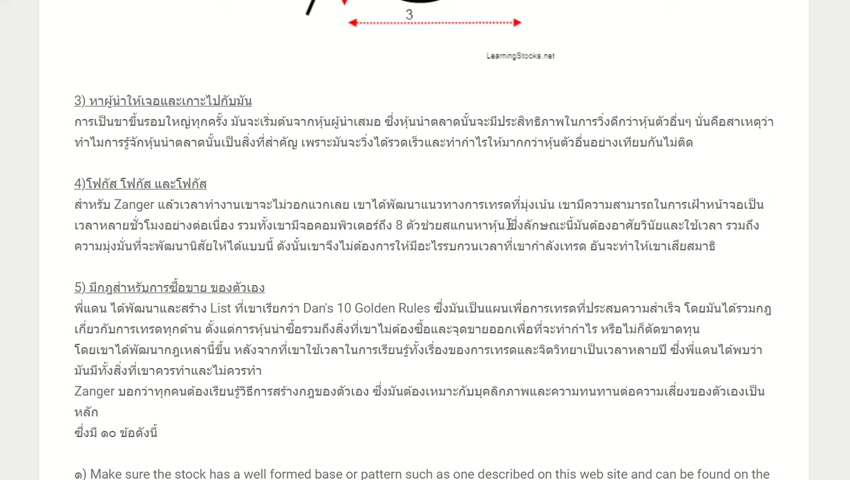 3
LearningStocks.net
3) หาผู้นำให้เจอและเกาะไปกับมัน
การเป็นขาขึ้นรอบใหญ่ทุกครั้ง มันจะเริ่มต้นจากหุ้นผู้นำเสมอ ซึ่งหุ้นนำตลาดนั้นจะมีประสิทธิภาพในการวิ่งดีกว่าหุ้นตัวอื่นๆ นั่นคือสาเหตุว่า
ทำไมการรู้จักหุ้นนำตลาดนั้นเป็นสิ่งที่สำคัญ เพราะมันจะวิ่งได้รวดเร็วและทำกำไรให้มากกว่าหุ้นตัวอื่นอย่างเทียบกันไม่ติด
4)โฟกัส โฟกัส และโฟกัส
สำหรับ Zanger แล้วเวลาทำงานเขาจะไม่วอกแวกเลย เขาได้พัฒนาแนวทางการเทรดที่มุ่งเน้น เขามีความสามารถในการเฝ้าหน้าจอเป็น
เวลาหลายชั่วโมงอย่างต่อเนื่อง รวมทั้งเขามีจอคอมพิวเตอร์ถึง 8 ตัวช่วยสแกนหาหุ้น ซึ่งลักษณะนี้มันต้องอาศัยวินัยและใช้เวลา รวมถึง
ความมุ่งมั่นที่จะพัฒนานิสัยให้ได้แบบนี้ ดังนั้นเขาจึงไม่ต้องการให้มีอะไรรบกวนเวลาที่เขากำลังเทรด อันจะทำให้เขาเสียสมาธิ
5) มีกฎสำหรับการซื้อขาย ของตัวเอง
พี่แดน ได้พัฒนาและสร้าง List ที่เขาเรียกว่า Dan's 10 Golden Rules ซึ่งมันเป็นแผนเพื่อการเทรดที่ประสบความสำเร็จ โดยมันได้รวมกฎ
เกี่ยวกับการเทรดทุกด้าน ตั้งแต่การหุ้นน่าซื้อรวมถึงสิ่งที่เขาไม่ต้องซื้อและจุดขายออกเพื่อที่จะทำกำไร หรือไม่ก็ตัดขาดทุน
โดยเขาได้พัฒนากฎเหล่านี้ขึ้น หลังจากที่เขาใช้เวลาในการเรียนรู้ทั้งเรื่องของการเทรดและจิตวิทยาเป็นเวลาหลายปี ซึ่งพี่แดนได้พบว่า
มันมีทั้งสิ่งที่เขาควรทำและไม่ควรทำ
Zanger บอกว่าทุกคนต้องเรียนรู้วิธีการสร้างกฎของตัวเอง ซึ่งมันต้องเหมาะกับบุคลิกภาพและความทนทานต่อความเสี่ยงของตัวเองเป็น
หลัก
ซึ่งมี ๑๐ ข้อดังนี้
๑) Make sure the stock has a well formed base or pattern such as one described on this web site and can be found on the